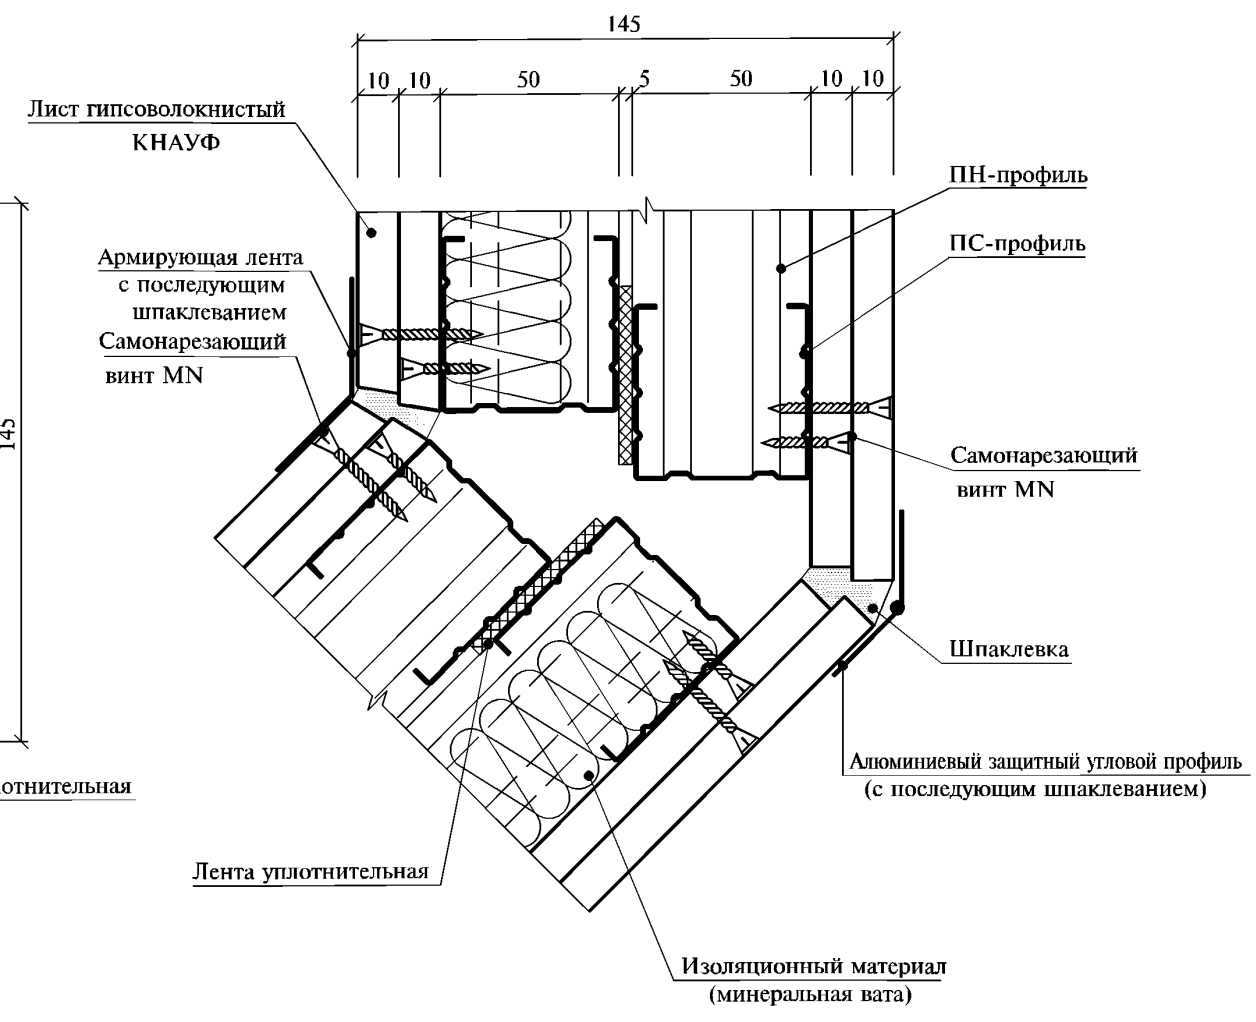 145
10 10 50 5 50 10 10
Лист гипсоволокнистый
КНАУФ
ПН-профиль
ПС-профиль
Армирующая лента
с последующим
шпаклеванием
Самонарезающий
винт MN
145
Самонарезающий
винт MN
Шпаклевка
Алюминиевый защитный угловой профиль
(с последующим шпаклеванием)
отнительная
Лента уплотнительная
Изоляционный материал
(минеральная вата)